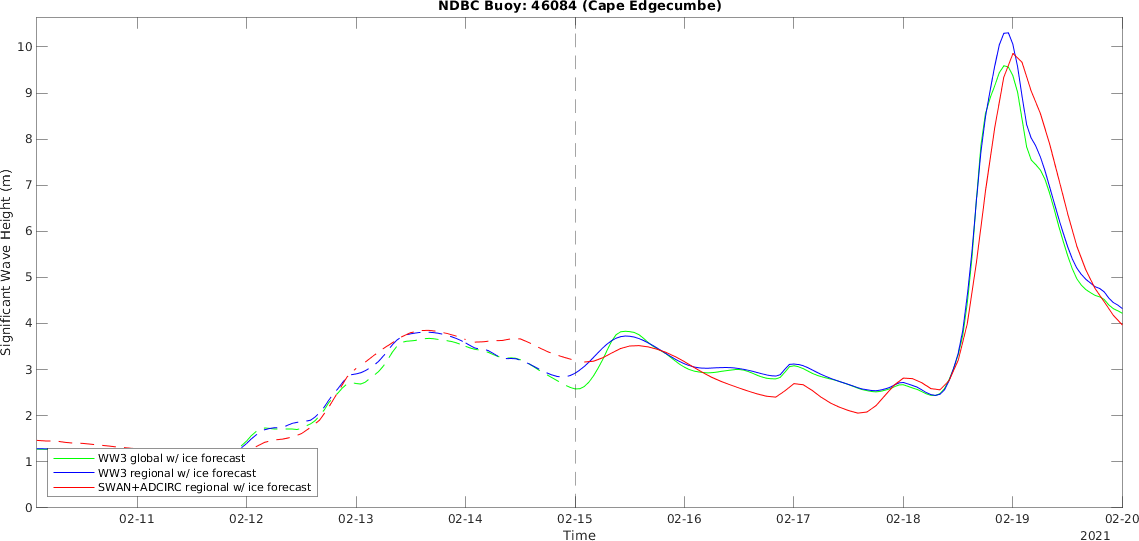 NDBC Buoy: 46084 (Cape Edgecumbe)
Significant Wave Height (m)
10
9
8
7
6
5
4
3
2
1
0
WW3 global w/ ice forecast
WW3 regional w/ ice forecast
SWAN+ADCIRC regional w/ ice forecast
02-11 02-12 02-13 02-14 02-15 02-16 02-17 02-18 02-19 02-20
Time
2021